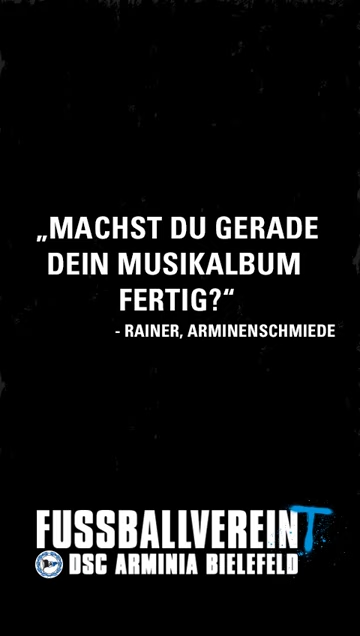 „MACHST DU GERADE
DEIN MUSIKALBUM
FERTIG?“
- RAINER, ARMINENSCHMIEDE
FUSSBALLVEREINT
DSC ARMINIA BIELEFELD